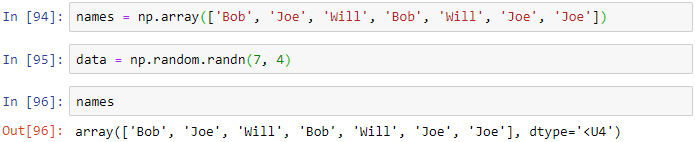 In [94]: names = np.array(['Bob', 'Joe', 'Will', 'Bob', 'Will', 'Joe', 'Joe'])
In [95]: data = np.random.randn(7, 4)
In [96]: names
Out[96]: array(['Bob', 'Joe', 'Will', 'Bob', 'Will', 'Joe', 'Joe'], dtype='<U4')